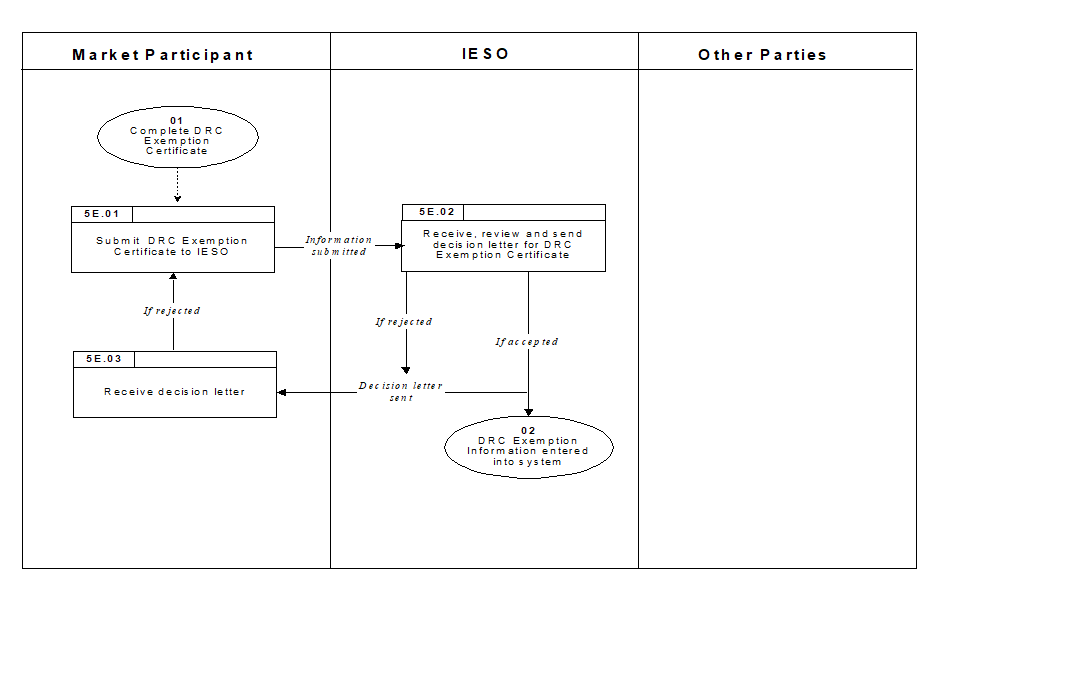 Market Participant
IESO
Other Parties
01
Complete DRC
Exemption
Certificate
5E.01
Submit DRC Exemption
Certificate to IESO
Information
submitted
5E.02
Receive, review and send
decision letter for DRC
Exemption Certificate
If rejected
If rejected
If accepted
5E.03
Receive decision letter
Decision letter
sent
02
DRC Exemption
Information entered
into system